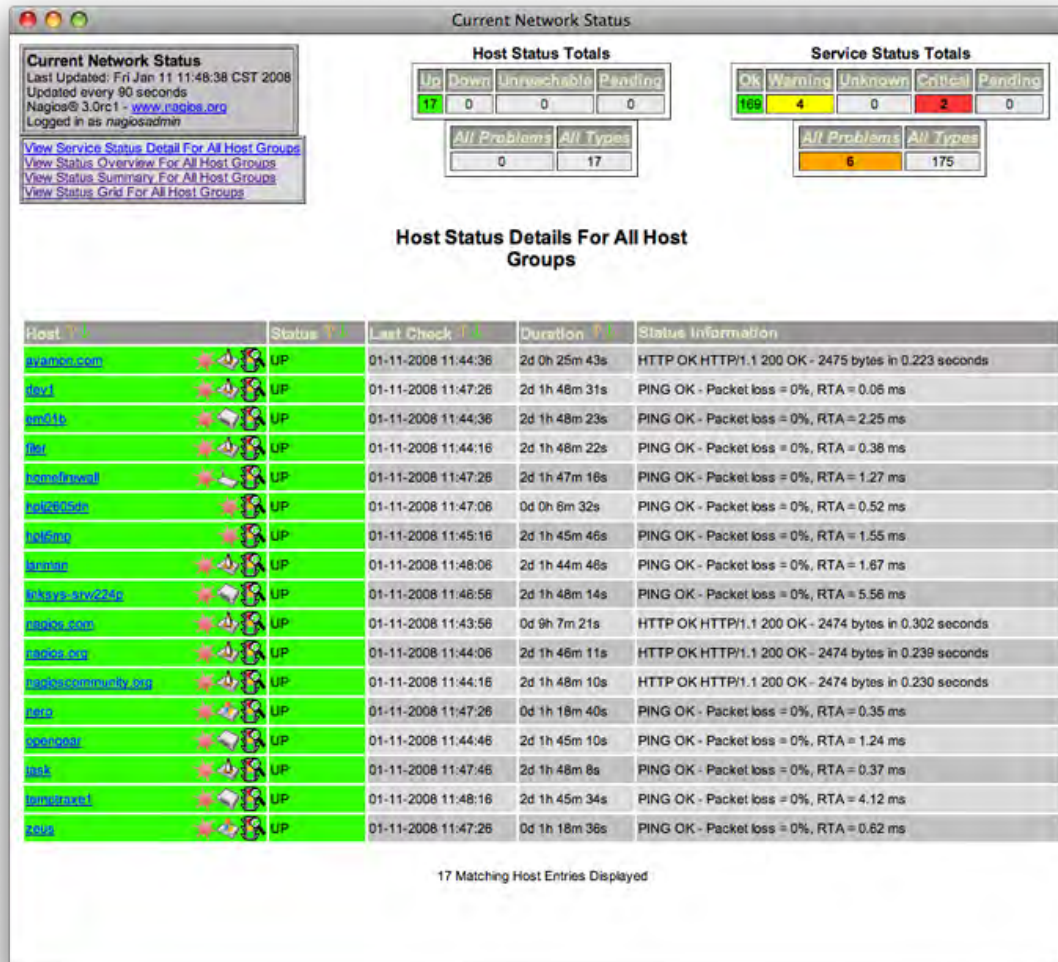 Current Network Status
Current Network Status
Last Updated: Fri Jan 11 11:48:38 CST 2008
Updated every 90 seconds
Nagios® 3.0rc1 - www.nagios.org
Logged in as nagiosadmin
View Service Status Detail For All Host Groups
View Status Overview For All Host Groups
View Status Summary For All Host Groups
View Status Grid For All Host Groups
Host Status Totals
Up Down Unreachable Pending
17 0 0 0
All Problems All Types
0 17
Service Status Totals
Ok Warning Unknown Critical Pending
169 4 0 2 0
All Problems All Types
6 175
Host Status Details For All Host
Groups
Host Status Last Check Duration Status Information
ayamon.com UP 01-11-2008 11:44:36 2d 0h 25m 43s HTTP OK HTTP/1.1 200 OK - 2475 bytes in 0.223 seconds
dev1 UP 01-11-2008 11:47:26 2d 1h 48m 31s PING OK - Packet loss = 0%, RTA = 0.06 ms
em01b UP 01-11-2008 11:44:36 2d 1h 48m 23s PING OK - Packet loss = 0%, RTA = 2.25 ms
filer UP 01-11-2008 11:44:16 2d 1h 48m 22s PING OK - Packet loss = 0%, RTA = 0.38 ms
homefirewall UP 01-11-2008 11:47:26 2d 1h 47m 16s PING OK - Packet loss = 0%, RTA = 1.27 ms
hplj2605dn UP 01-11-2008 11:47:06 0d 0h 6m 32s PING OK - Packet loss = 0%, RTA = 0.52 ms
hplj5mp UP 01-11-2008 11:45:16 2d 1h 45m 46s PING OK - Packet loss = 0%, RTA = 1.55 ms
lanman UP 01-11-2008 11:48:06 2d 1h 44m 46s PING OK - Packet loss = 0%, RTA = 1.67 ms
linksys-srw224p UP 01-11-2008 11:46:56 2d 1h 48m 14s PING OK - Packet loss = 0%, RTA = 5.56 ms
nagios.com UP 01-11-2008 11:43:56 0d 9h 7m 21s HTTP OK HTTP/1.1 200 OK - 2474 bytes in 0.302 seconds
nagios.org UP 01-11-2008 11:44:06 2d 1h 46m 11s HTTP OK HTTP/1.1 200 OK - 2474 bytes in 0.239 seconds
nagioscommunity.org UP 01-11-2008 11:44:16 2d 1h 48m 10s HTTP OK HTTP/1.1 200 OK - 2474 bytes in 0.230 seconds
nero UP 01-11-2008 11:47:26 0d 1h 18m 40s PING OK - Packet loss = 0%, RTA = 0.35 ms
opengear UP 01-11-2008 11:44:46 2d 1h 45m 10s PING OK - Packet loss = 0%, RTA = 1.24 ms
task UP 01-11-2008 11:47:46 2d 1h 48m 8s PING OK - Packet loss = 0%, RTA = 0.37 ms
temptraxe1 UP 01-11-2008 11:48:16 2d 1h 45m 34s PING OK - Packet loss = 0%, RTA = 4.12 ms
zeus UP 01-11-2008 11:47:26 0d 1h 18m 36s PING OK - Packet loss = 0%, RTA = 0.62 ms
17 Matching Host Entries Displayed